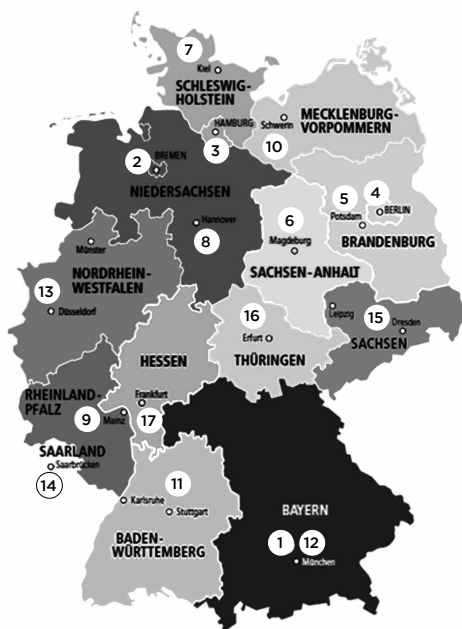 7
Kiel
SCHLESWIG-
HOLSTEIN
HAMBURG
3
MECKLENBURG-
VORPOMMERN
Schwerin
10
2
BREMEN
NIEDERSACHSEN
Hannover
8
5
4
Potsdam
BERLIN
BRANDENBURG
6
Magdeburg
SACHSEN-ANHALT
Münster
NORDRHEIN-
WESTFALEN
13
Düsseldorf
16
Erfurt
THÜRINGEN
Leipzig
15
Dresden
SACHSEN
HESSEN
Frankfurt
17
RHEINLAND-
PFALZ
9
Mainz
SAARLAND
Saarbrücken
14
11
Karlsruhe
Stuttgart
BADEN-
WÜRTTEMBERG
BAYERN
1
12
München